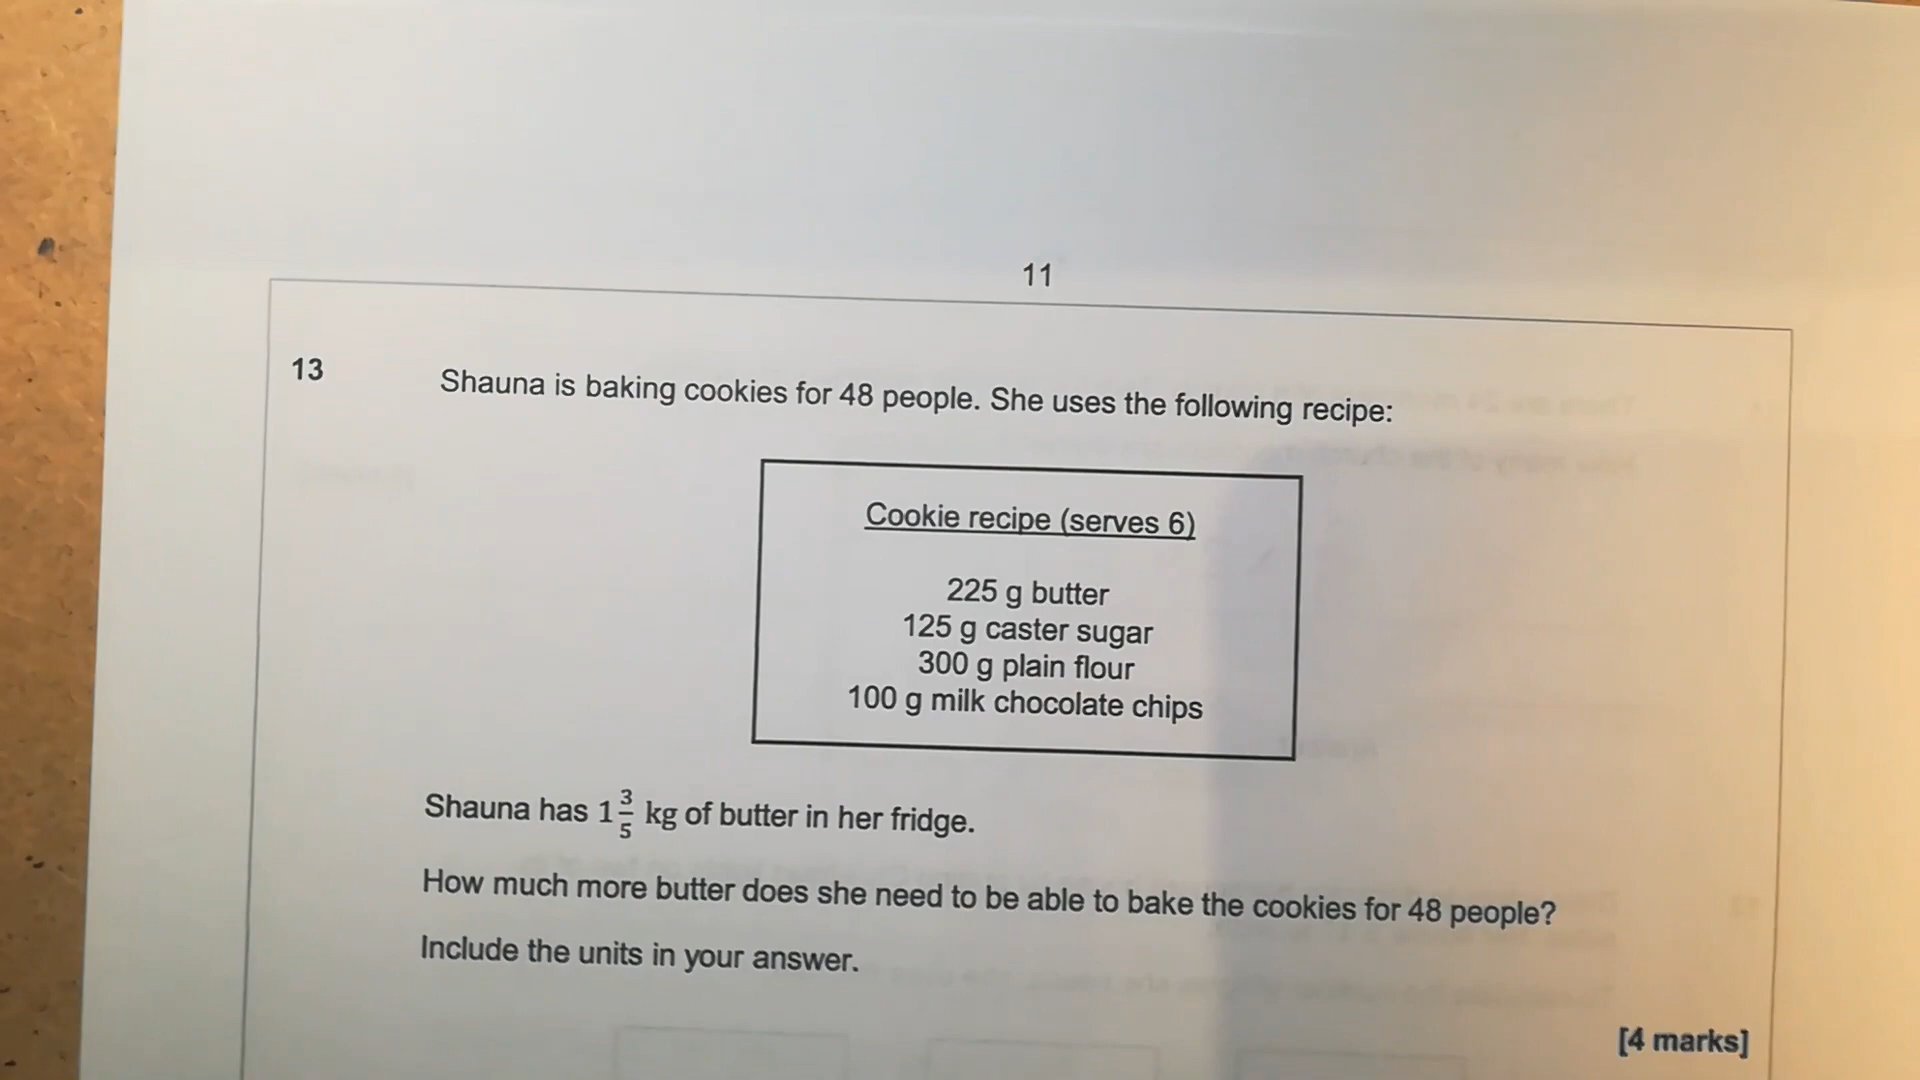 11
13 Shauna is baking cookies for 48 people. She uses the following recipe:
Cookie recipe (serves 6)
225 g butter
125 g caster sugar
300 g plain flour
100 g milk chocolate chips
Shauna has 1 3/5 kg of butter in her fridge.
How much more butter does she need to be able to bake the cookies for 48 people?
Include the units in your answer.
[4 marks]